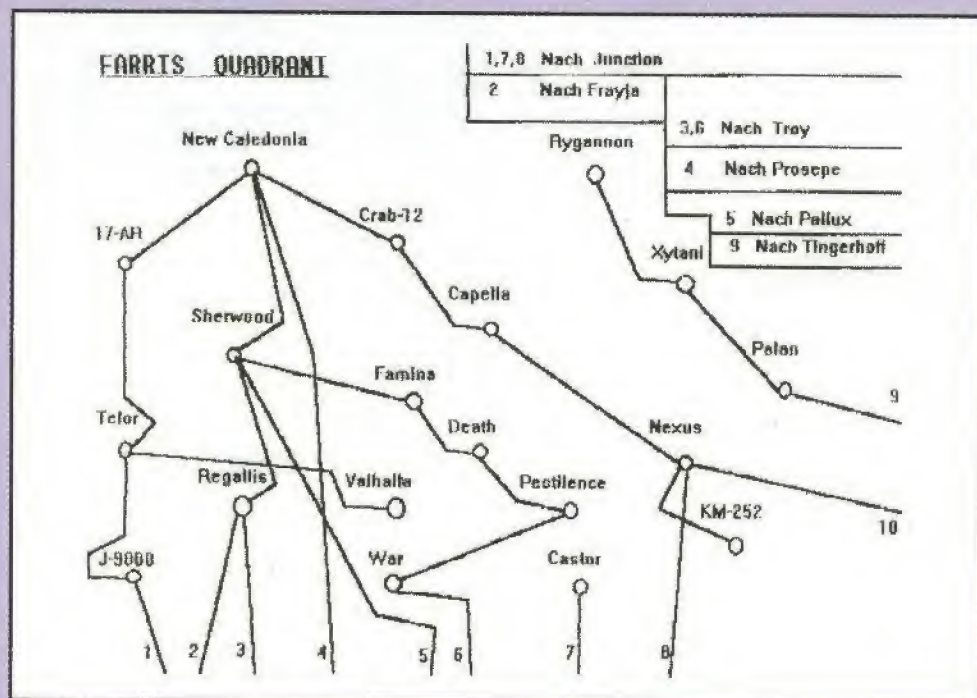 FARRIS QUADRANT
1,7,8 Nach Junction
2 Nach Frayja
3,6 Nach Troy
4 Nach Prosepe
5 Nach Pallux
9 Nach Tingerhoff
New Caledonia
Rygannon
Crab-12
17-AR
Xytani
Capella
Sherwood
Palan
Famina
9
Telor
Death
Nexus
Regallis
Valhalla
Pestilence
KM-252
10
War
Castor
1
2
3
4
5
6
7
8